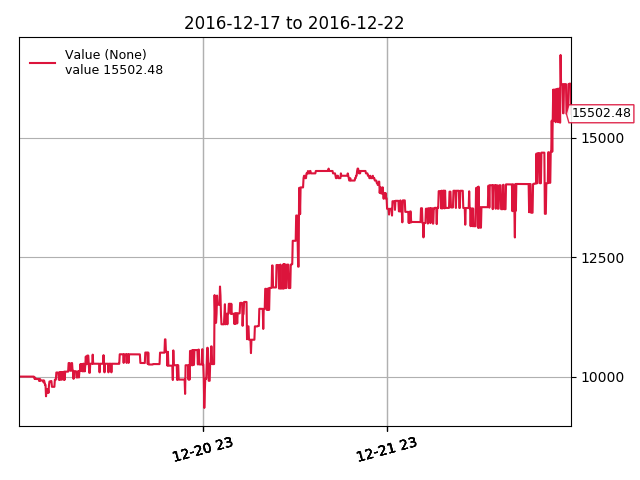 2016-12-17 to 2016-12-22
Value (None)
value 15502.48
15502.48
15000
12500
10000
12-20 23
12-21 23